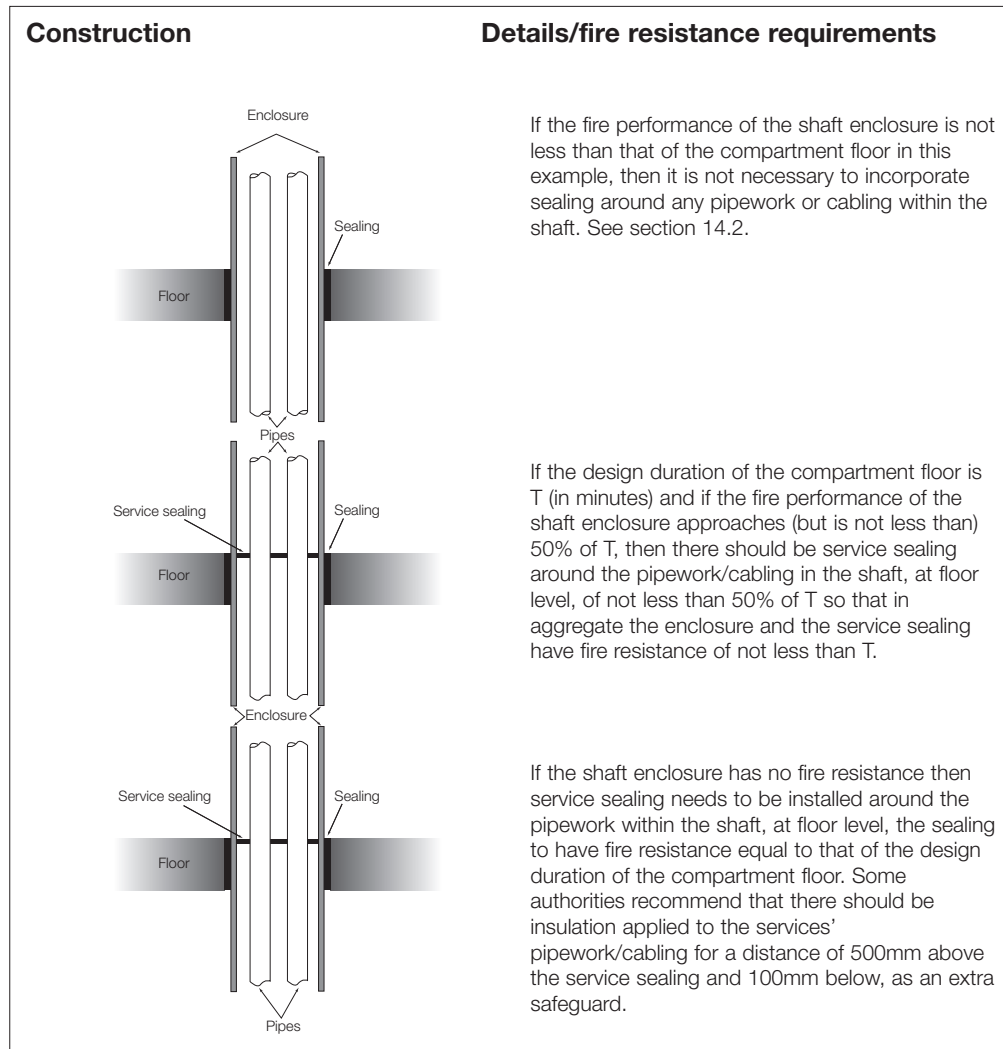 Construction
Details/fire resistance requirements
Enclosure
If the fire performance of the shaft enclosure is not
less than that of the compartment floor in this
example, then it is not necessary to incorporate
sealing around any pipework or cabling within the
shaft. See section 14.2.
Sealing
Floor
Pipes
If the design duration of the compartment floor is
T (in minutes) and if the fire performance of the
shaft enclosure approaches (but is not less than)
50% of T, then there should be service sealing
around the pipework/cabling in the shaft, at floor
level, of not less than 50% of T so that in
aggregate the enclosure and the service sealing
have fire resistance of not less than T.
Service sealing
Sealing
Floor
Enclosure
If the shaft enclosure has no fire resistance then
service sealing needs to be installed around the
pipework within the shaft, at floor level, the sealing
to have fire resistance equal to that of the design
duration of the compartment floor. Some
authorities recommend that there should be
insulation applied to the services'
pipework/cabling for a distance of 500mm above
the service sealing and 100mm below, as an extra
safeguard.
Service sealing
Sealing
Floor
Pipes